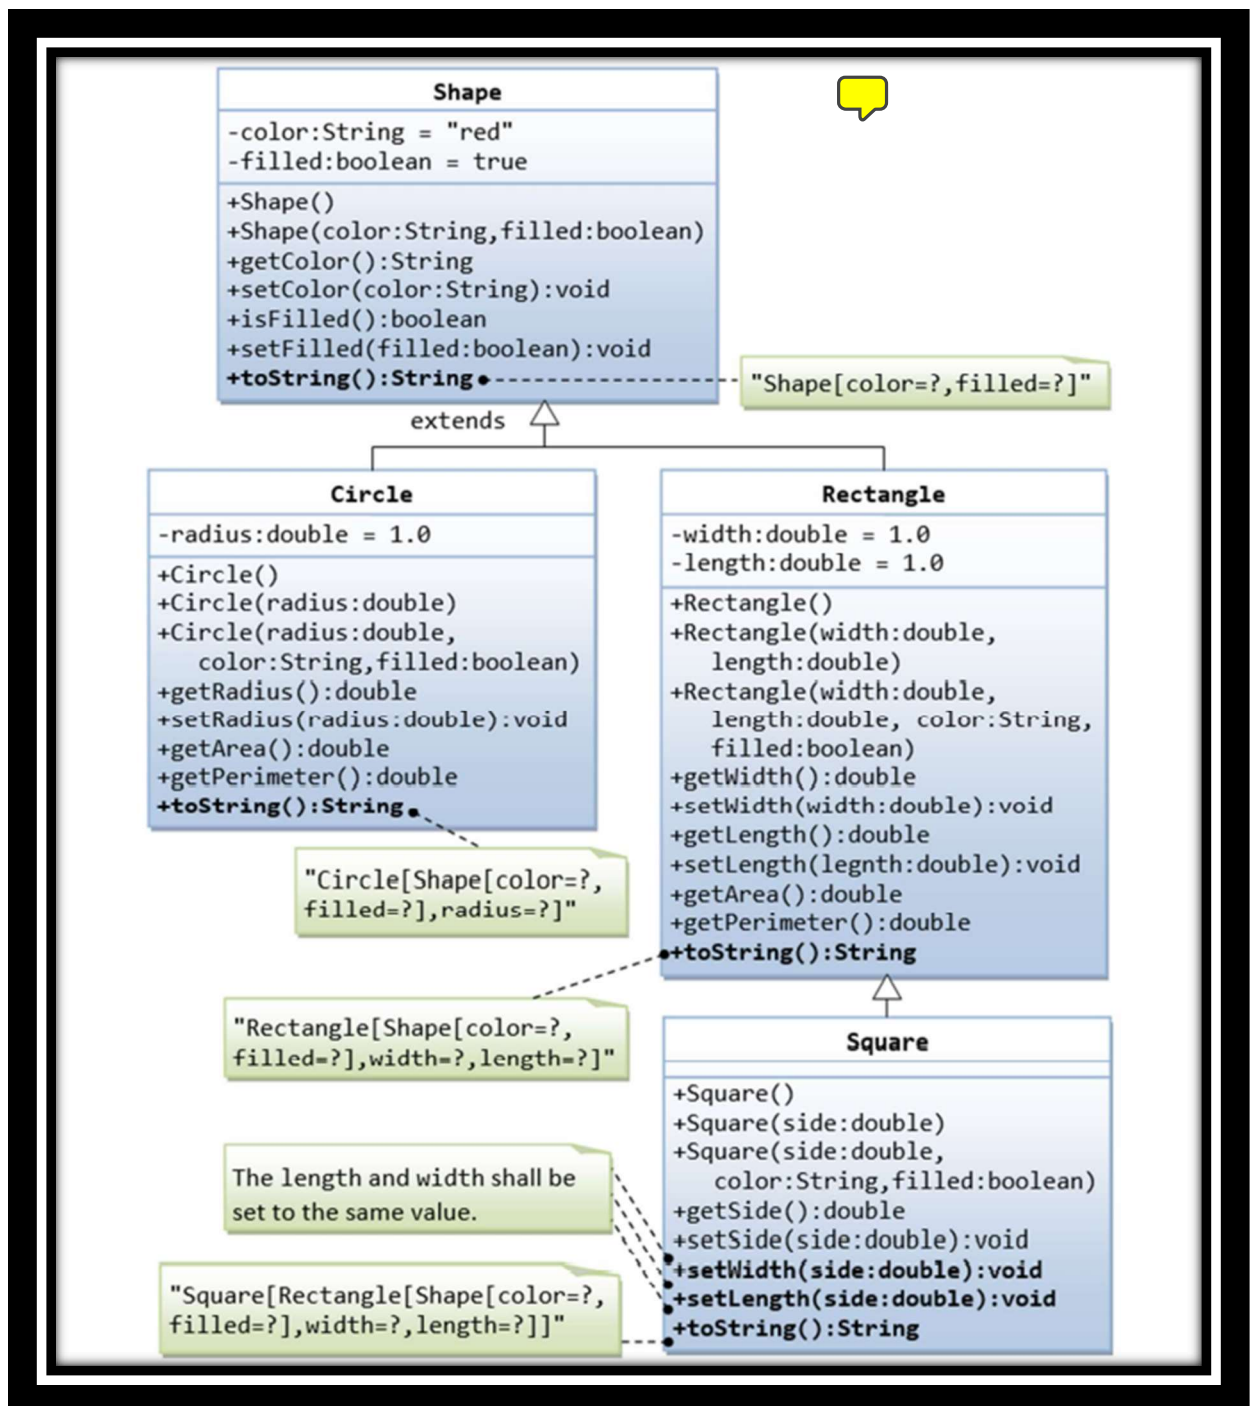 Shape
-color:String = "red"
-filled:boolean = true
+Shape()
+Shape(color:String,filled:boolean)
+getColor():String
+setColor(color:String):void
+isFilled():boolean
+setFilled(filled:boolean):void
+toString():String
"Shape[color=?,filled=?]"
extends
Circle
-radius:double = 1.0
+Circle()
+Circle(radius:double)
+Circle(radius:double,
color:String,filled:boolean)
+getRadius():double
+setRadius(radius:double):void
+getArea():double
+getPerimeter():double
+toString():String
"Circle[Shape[color=?,
filled=?],radius=?]"
Rectangle
-width:double = 1.0
-length:double = 1.0
+Rectangle()
+Rectangle(width:double,
length:double)
+Rectangle(width:double,
length:double, color:String,
filled:boolean)
+getWidth():double
+setWidth(width:double):void
+getLength():double
+setLength(legnth:double):void
+getArea():double
+getPerimeter():double
+toString():String
"Rectangle[Shape[color=?,
filled=?],width=?,length=?]"
Square
+Square()
+Square(side:double)
+Square(side:double,
color:String,filled:boolean)
+getSide():double
+setSide(side:double):void
+setWidth(side:double):void
+setLength(side:double):void
+toString():String
The length and width shall be
set to the same value.
"Square[Rectangle[Shape[color=?,
filled=?],width=?,length=?]]"